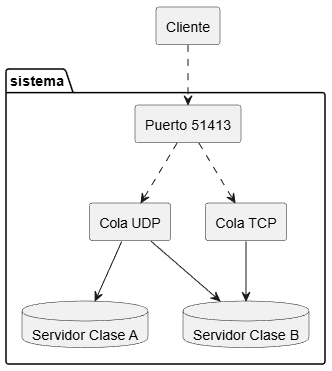 Cliente
sistema
Puerto 51413
Cola UDP
Cola TCP
Servidor Clase A
Servidor Clase B